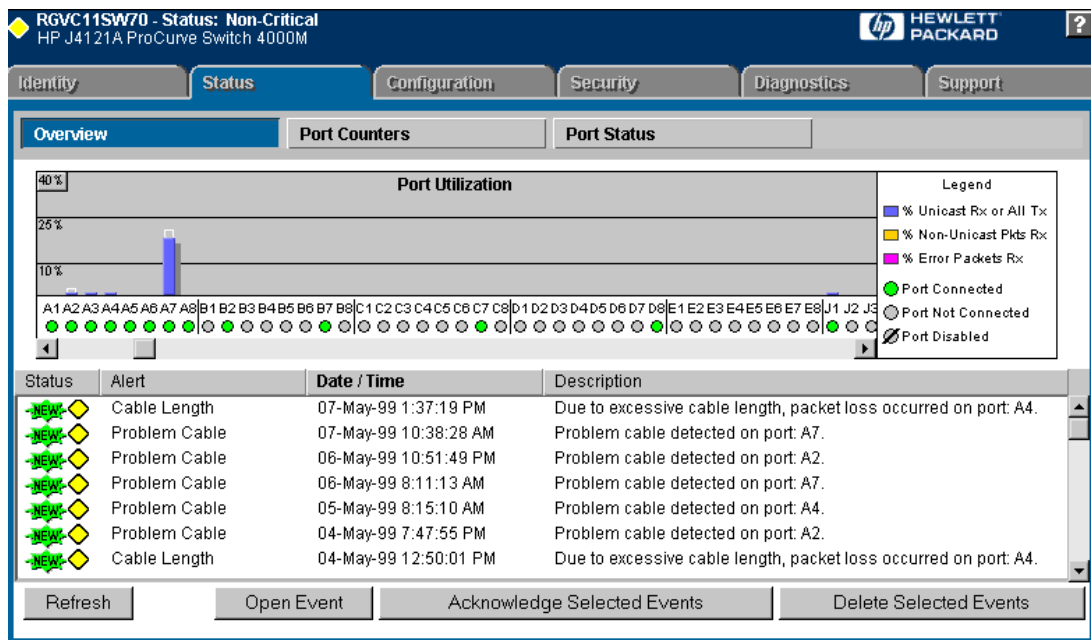 RGVC11SW70 - Status: Non-Critical
HP J4121A ProCurve Switch 4000M
hp HEWLETT PACKARD
?
Identity Status Configuration Security Diagnostics Support
Overview Port Counters Port Status
40% Port Utilization
25%
10%
A1 A2 A3 A4 A5 A6 A7 A8 B1 B2 B3 B4 B5 B6 B7 B8 C1 C2 C3 C4 C5 C6 C7 C8 D1 D2 D3 D4 D5 D6 D7 D8 E1 E2 E3 E4 E5 E6 E7 E8 J1 J2 J3
Legend
% Unicast Rx or All Tx
% Non-Unicast Pkts Rx
% Error Packets Rx
Port Connected
Port Not Connected
Port Disabled
Status Alert Date / Time Description
NEW Cable Length 07-May-99 1:37:19 PM Due to excessive cable length, packet loss occurred on port: A4.
NEW Problem Cable 07-May-99 10:38:28 AM Problem cable detected on port: A7.
NEW Problem Cable 06-May-99 10:51:49 PM Problem cable detected on port: A2.
NEW Problem Cable 06-May-99 8:11:13 AM Problem cable detected on port: A7.
NEW Problem Cable 05-May-99 8:15:10 AM Problem cable detected on port: A4.
NEW Problem Cable 04-May-99 7:47:55 PM Problem cable detected on port: A2.
NEW Cable Length 04-May-99 12:50:01 PM Due to excessive cable length, packet loss occurred on port: A4.
Refresh Open Event Acknowledge Selected Events Delete Selected Events